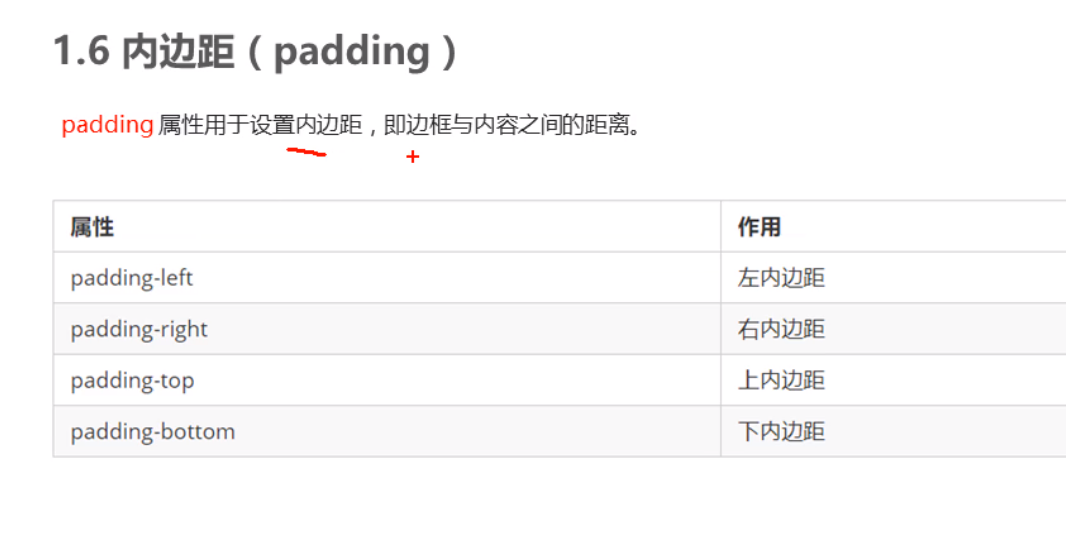 1.6 内边距（padding）
padding 属性用于设置内边距，即边框与内容之间的距离。
属性 作用
padding-left 左内边距
padding-right 右内边距
padding-top 上内边距
padding-bottom 下内边距